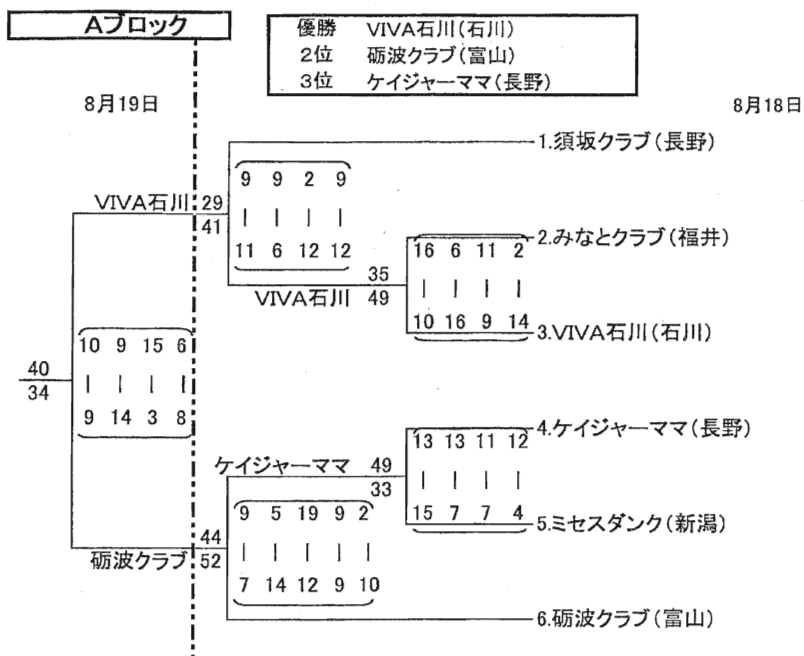 Aブロック
優勝 VIVA石川(石川)
2位 砺波クラブ(富山)
3位 ケイジャーママ(長野)
8月19日
8月18日
1.須坂クラブ(長野)
9 9 2 9
VIVA石川 29
41
11 6 12 12
2.みなとクラブ(福井)
16 6 11 2
35
VIVA石川 49
10 16 9 14
3.VIVA石川(石川)
10 9 15 6
40
34
9 14 3 8
4.ケイジャーママ(長野)
13 13 11 12
ケイジャーママ 49
33
15 7 7 4
5.ミセスダンク(新潟)
9 5 19 9 2
44
砺波クラブ 52
7 14 12 9 10
6.砺波クラブ(富山)